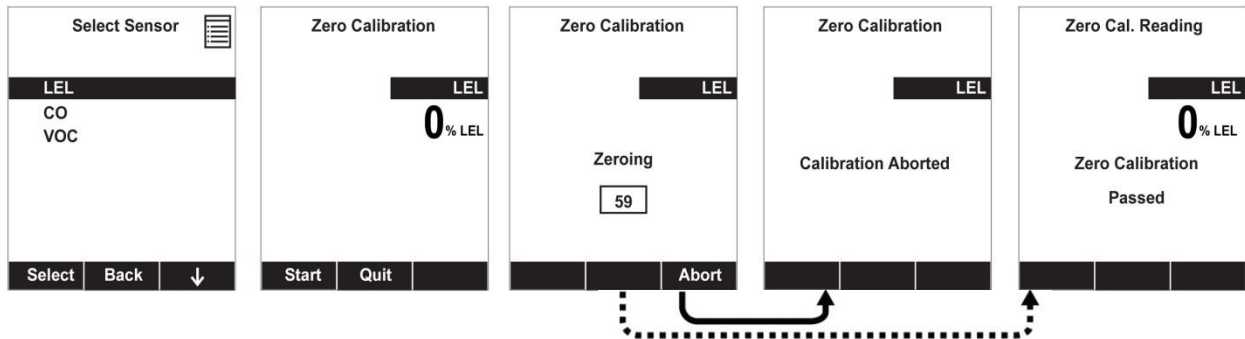 Select Sensor
LEL
CO
VOC
Select Back ↓
Zero Calibration
LEL
0 % LEL
Start Quit
Zero Calibration
LEL
Zeroing
59
Abort
Zero Calibration
LEL
Calibration Aborted
Zero Cal. Reading
LEL
0 % LEL
Zero Calibration
Passed